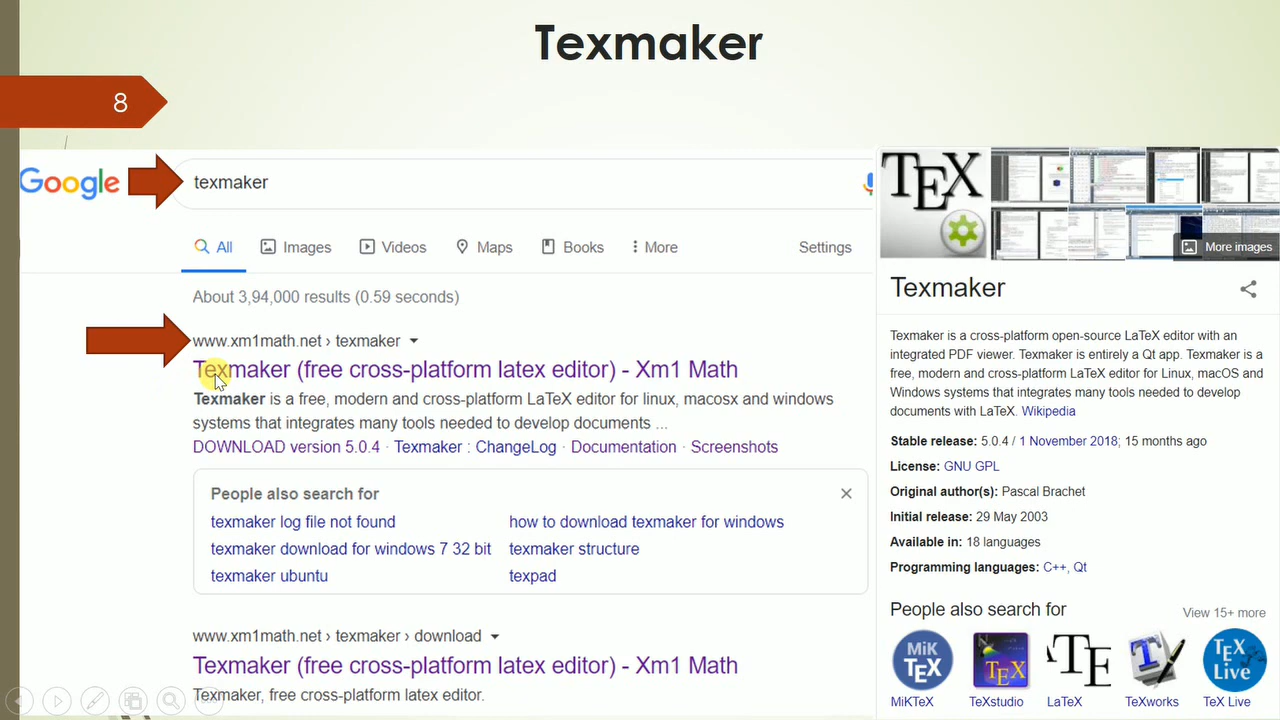 Texmaker
8
Google
texmaker
All
Images
Videos
Maps
Books
More
Settings
About 3,94,000 results (0.59 seconds)
www.xm1math.net › texmaker
Texmaker (free cross-platform latex editor) - Xm1 Math
Texmaker is a free, modern and cross-platform LaTeX editor for linux, macosx and windows
systems that integrates many tools needed to develop documents ...
DOWNLOAD version 5.0.4 · Texmaker : ChangeLog · Documentation · Screenshots
People also search for
texmaker log file not found
how to download texmaker for windows
texmaker download for windows 7 32 bit
texmaker structure
texmaker ubuntu
texpad
www.xm1math.net › texmaker › download
Texmaker (free cross-platform latex editor) - Xm1 Math
Texmaker, free cross-platform latex editor.
TEX
More images
Texmaker
Texmaker is a cross-platform open-source LaTeX editor with an
integrated PDF viewer. Texmaker is entirely a Qt app. Texmaker is a
free, modern and cross-platform LaTeX editor for Linux, macOS and
Windows systems that integrates many tools needed to develop
documents with LaTeX. Wikipedia
Stable release: 5.0.4 / 1 November 2018; 15 months ago
License: GNU GPL
Original author(s): Pascal Brachet
Initial release: 29 May 2003
Available in: 18 languages
Programming languages: C++, Qt
People also search for
View 15+ more
MiK
TEX
TEX
TE
T
TEX
Live
MiKTeX
TeXstudio
LaTeX
TeXworks
TeX Live